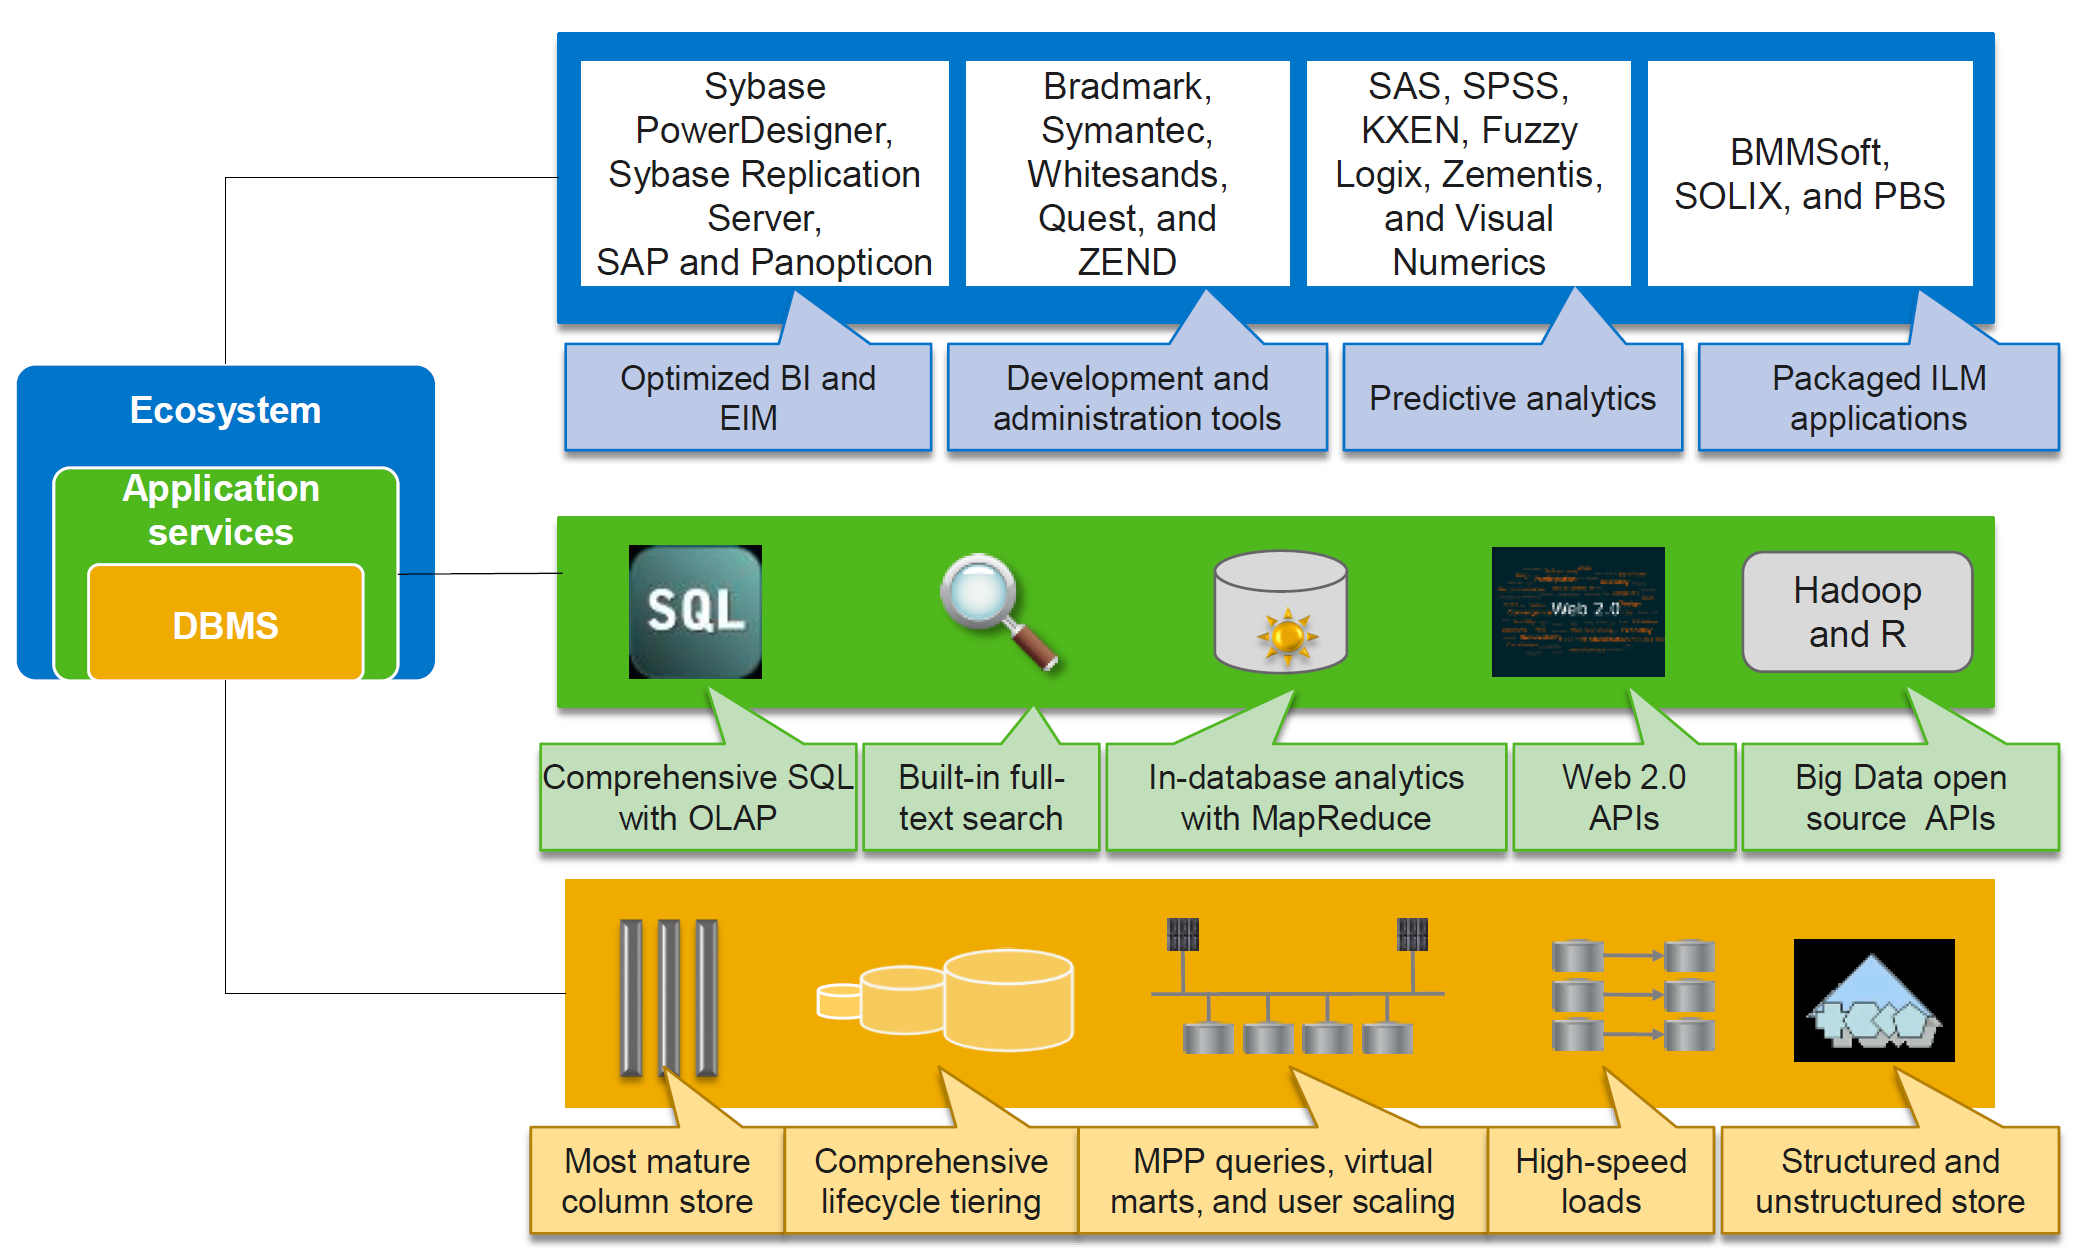 Sybase
PowerDesigner,
Sybase Replication
Server,
SAP and Panopticon
Bradmark,
Symantec,
Whitesands,
Quest, and
ZEND
SAS, SPSS,
KXEN, Fuzzy
Logix, Zementis,
and Visual
Numerics
BMMSoft,
SOLIX, and PBS
Optimized BI and
EIM
Development and
administration tools
Predictive analytics
Packaged ILM
applications
Ecosystem
Application
services
DBMS
SQL
Web 2.0
Hadoop
and R
Comprehensive SQL
with OLAP
Built-in full-
text search
In-database analytics
with MapReduce
Web 2.0
APIs
Big Data open
source  APIs
Most mature
column store
Comprehensive
lifecycle tiering
MPP queries, virtual
marts, and user scaling
High-speed
loads
Structured and
unstructured store